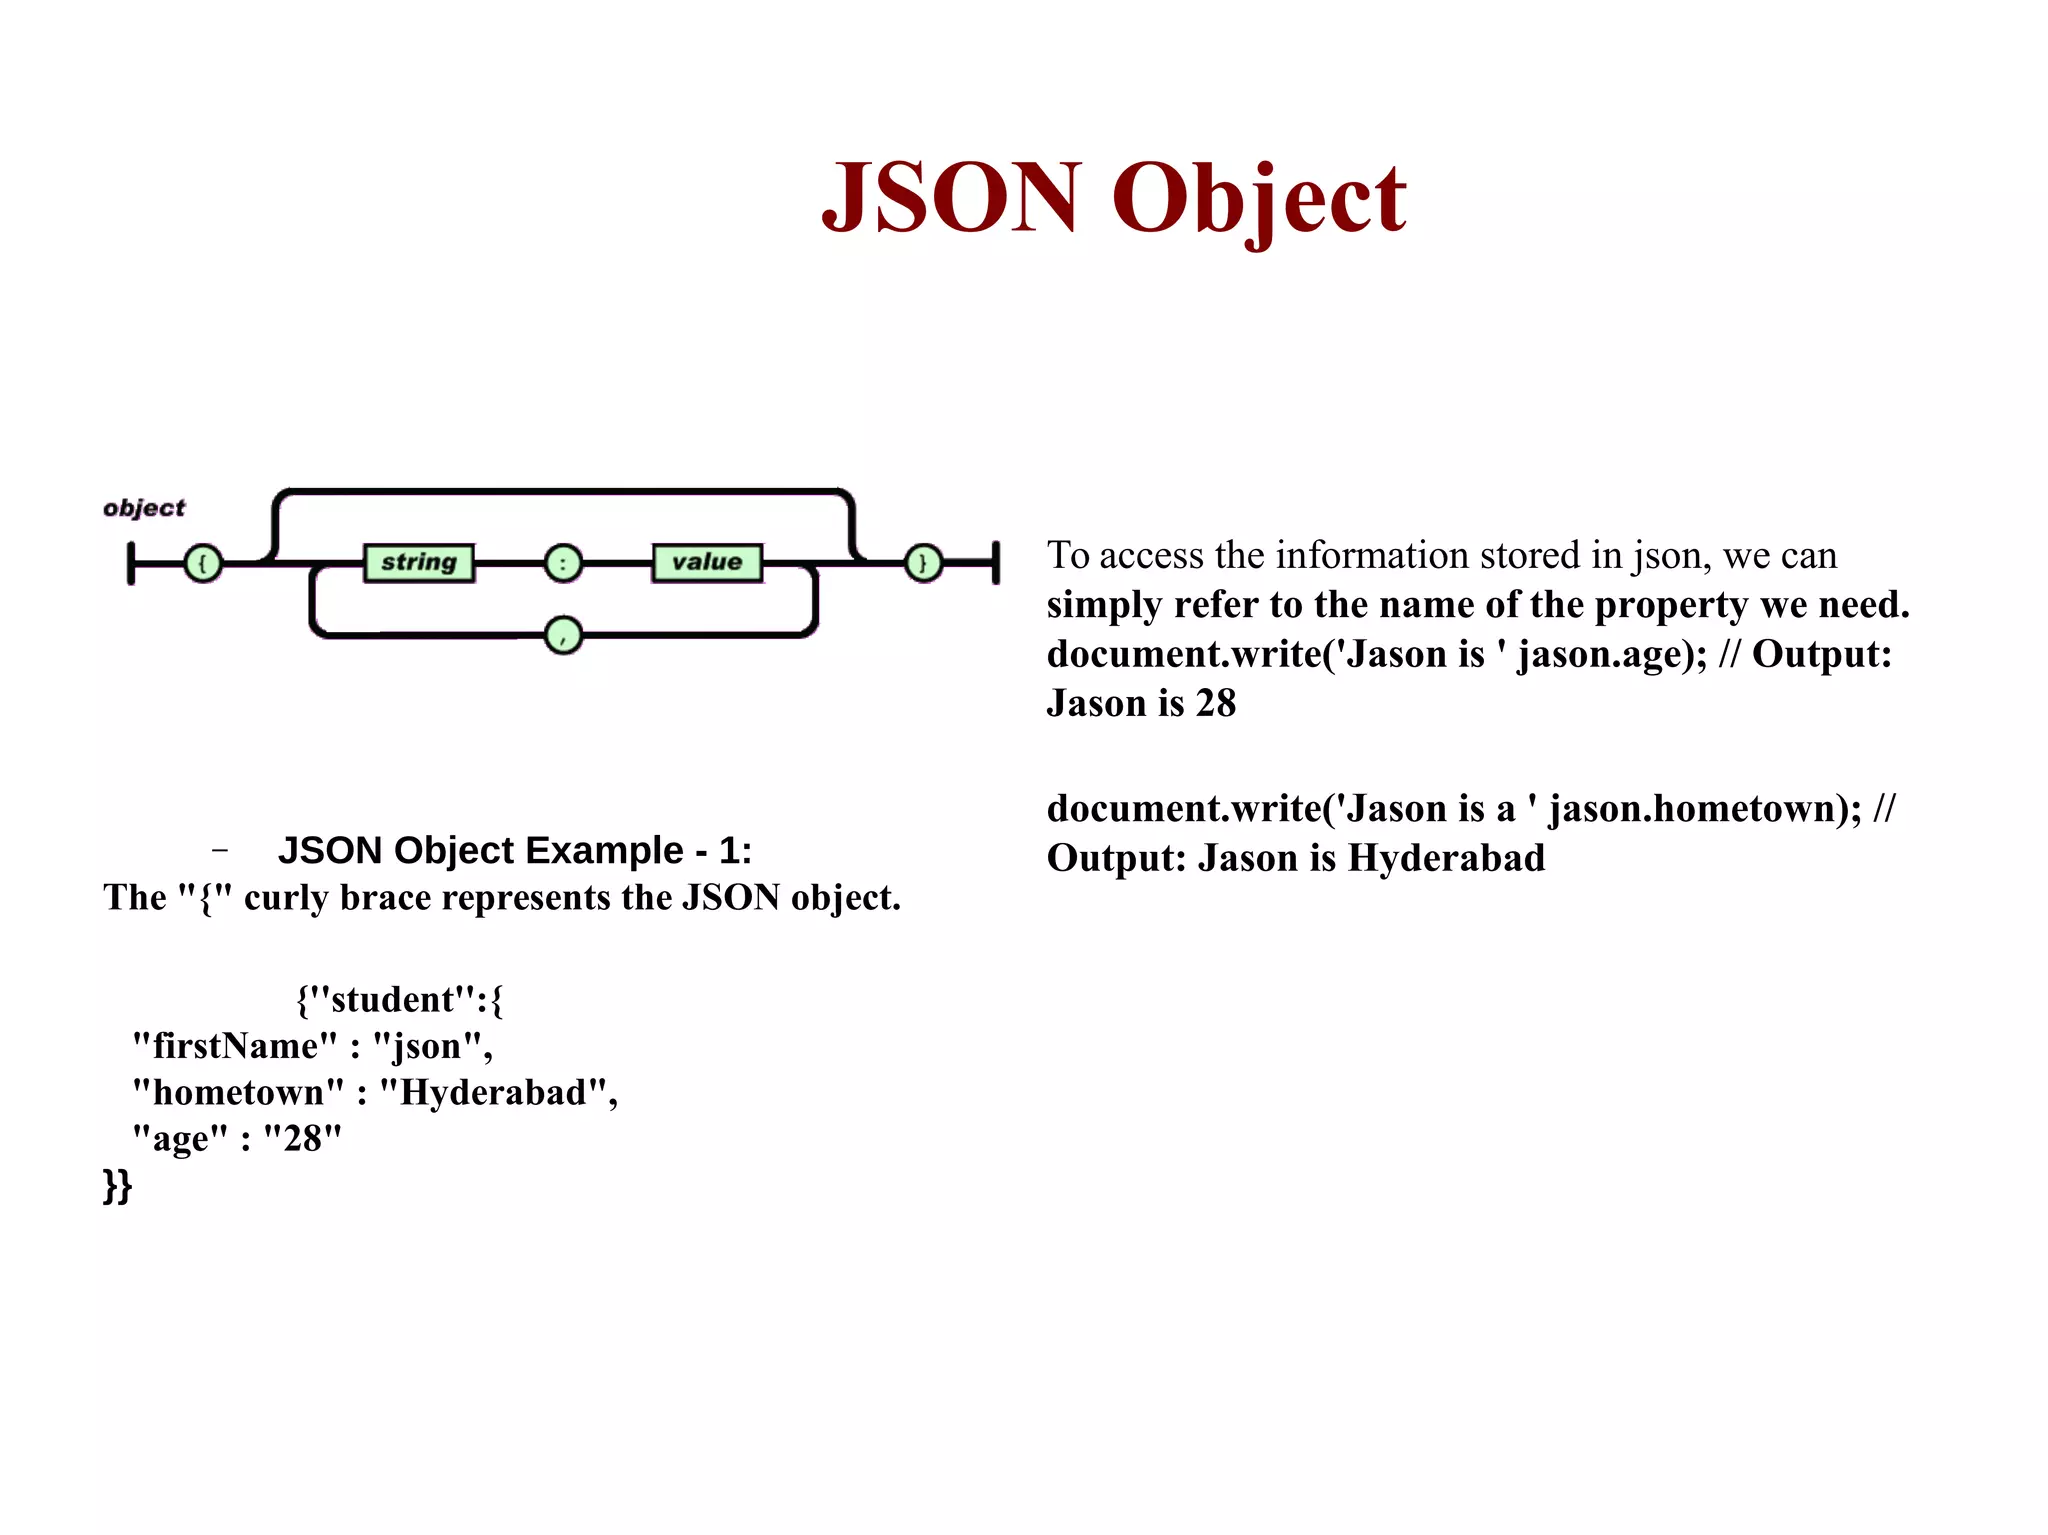 JSON Object
object
{ string : value }
,
– JSON Object Example - 1:
The "{" curly brace represents the JSON object.
{"student":{
"firstName" : "json",
"hometown" : "Hyderabad",
"age" : "28"
}}
To access the information stored in json, we can
simply refer to the name of the property we need.
document.write('Jason is ' jason.age); // Output:
Jason is 28
document.write('Jason is a ' jason.hometown); //
Output: Jason is Hyderabad